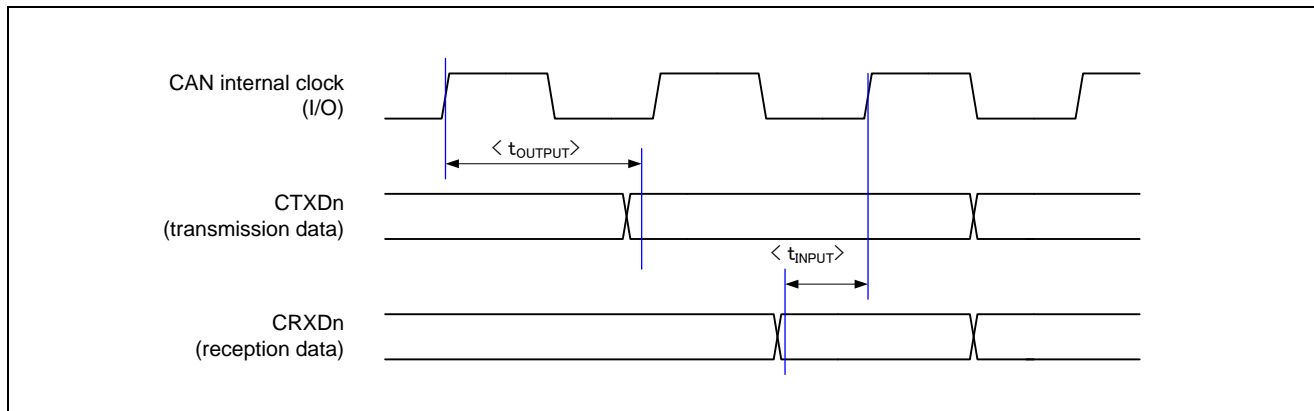 CAN internal clock
(I/O)
< tOUTPUT>
CTXDn
(transmission data)
< tINPUT>
CRXDn
(reception data)